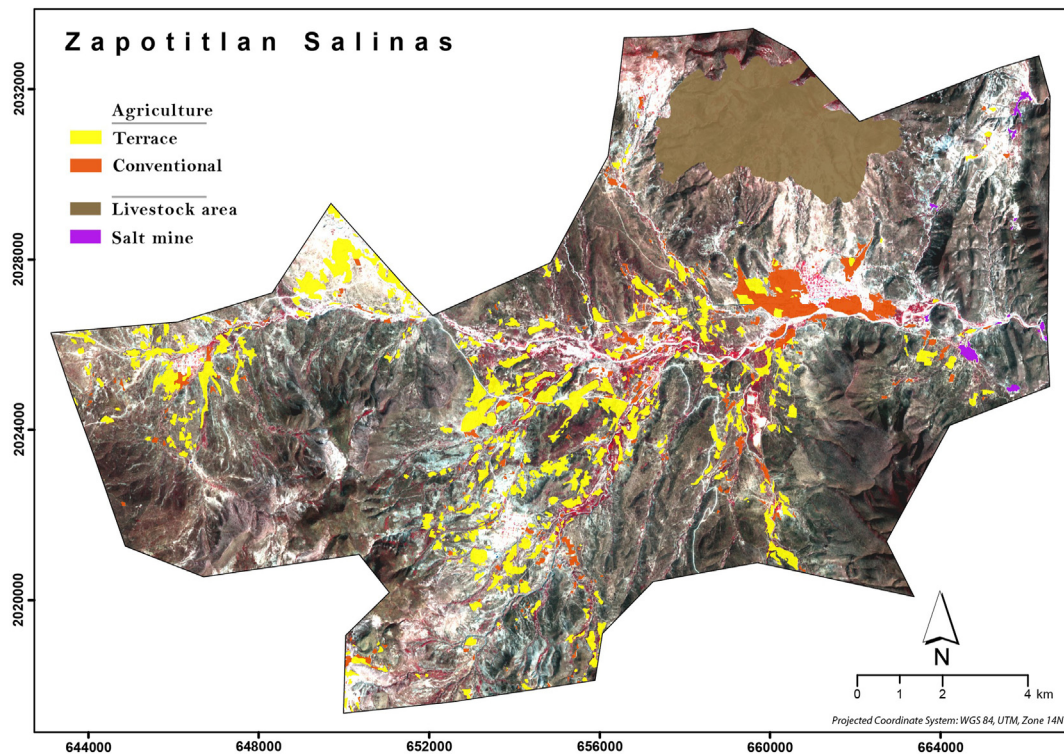 Zapotitlan Salinas
Agriculture
Terrace
Conventional
Livestock area
Salt mine
2032000
2028000
2024000
2020000
N
0 1 2 4 km
Projected Coordinate System: WGS 84, UTM, Zone 14N
644000 648000 652000 656000 660000 664000